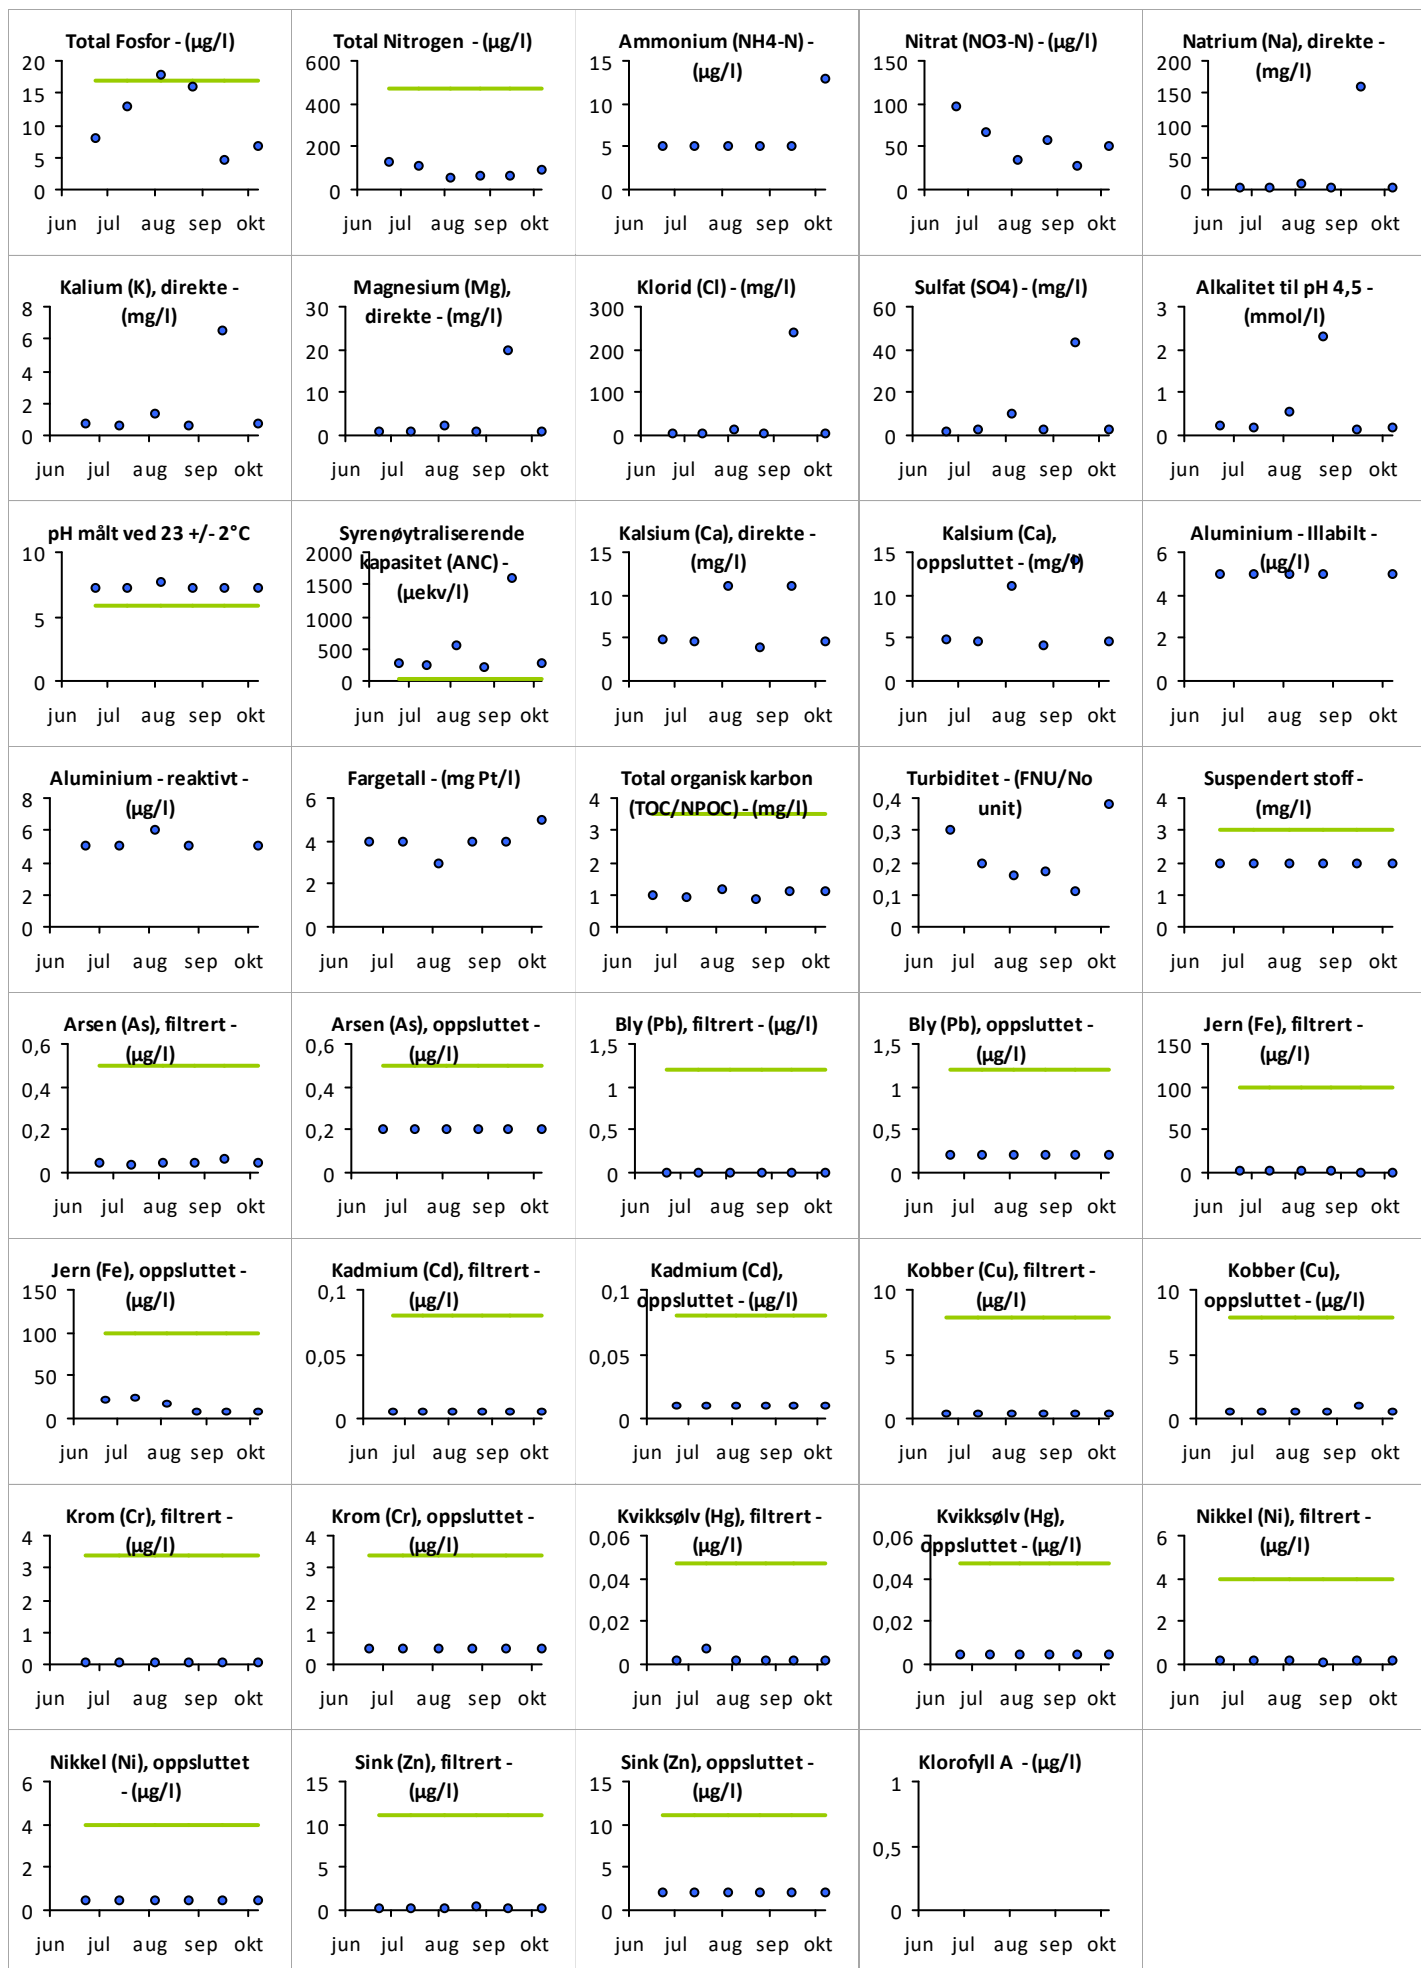 Total Fosfor - (µg/l)
20
15
10
5
0
jun jul aug sep okt
Total Nitrogen - (µg/l)
600
400
200
0
jun jul aug sep okt
Ammonium (NH4-N) -
(µg/l)
15
10
5
0
jun jul aug sep okt
Nitrat (NO3-N) - (µg/l)
150
100
50
0
jun jul aug sep okt
Natrium (Na), direkte -
(mg/l)
200
150
100
50
0
jun jul aug sep okt
Kalium (K), direkte -
(mg/l)
8
6
4
2
0
jun jul aug sep okt
Magnesium (Mg),
direkte - (mg/l)
30
20
10
0
jun jul aug sep okt
Klorid (Cl) - (mg/l)
300
200
100
0
jun jul aug sep okt
Sulfat (SO4) - (mg/l)
60
40
20
0
jun jul aug sep okt
Alkalitet til pH 4,5 -
(mmol/l)
3
2
1
0
jun jul aug sep okt
pH målt ved 23 +/- 2°C
10
5
0
jun jul aug sep okt
Syrenøytraliserende
kapasitet (ANC) -
(µekv/l)
2000
1500
1000
500
0
jun jul aug sep okt
Kalsium (Ca), direkte -
(mg/l)
15
10
5
0
jun jul aug sep okt
Kalsium (Ca),
oppsluttet - (mg/l)
15
10
5
0
jun jul aug sep okt
Aluminium - Illabilt -
(µg/l)
6
4
2
0
jun jul aug sep okt
Aluminium - reaktivt -
(µg/l)
8
6
4
2
0
jun jul aug sep okt
Fargetall - (mg Pt/l)
6
4
2
0
jun jul aug sep okt
Total organisk karbon
(TOC/NPOC) - (mg/l)
4
3
2
1
0
jun jul aug sep okt
Turbiditet - (FNU/No
unit)
0,4
0,3
0,2
0,1
0
jun jul aug sep okt
Suspendert stoff -
(mg/l)
4
3
2
1
0
jun jul aug sep okt
Arsen (As), filtrert -
(µg/l)
0,6
0,4
0,2
0
jun jul aug sep okt
Arsen (As), oppsluttet -
(µg/l)
0,6
0,4
0,2
0
jun jul aug sep okt
Bly (Pb), filtrert - (µg/l)
1,5
1
0,5
0
jun jul aug sep okt
Bly (Pb), oppsluttet -
(µg/l)
1,5
1
0,5
0
jun jul aug sep okt
Jern (Fe), filtrert -
(µg/l)
150
100
50
0
jun jul aug sep okt
Jern (Fe), oppsluttet -
(µg/l)
150
100
50
0
jun jul aug sep okt
Kadmium (Cd), filtrert -
(µg/l)
0,1
0,05
0
jun jul aug sep okt
Kadmium (Cd),
oppsluttet - (µg/l)
0,1
0,05
0
jun jul aug sep okt
Kobber (Cu), filtrert -
(µg/l)
10
5
0
jun jul aug sep okt
Kobber (Cu),
oppsluttet - (µg/l)
10
5
0
jun jul aug sep okt
Krom (Cr), filtrert -
(µg/l)
4
3
2
1
0
jun jul aug sep okt
Krom (Cr), oppsluttet -
(µg/l)
4
3
2
1
0
jun jul aug sep okt
Kvikksølv (Hg), filtrert -
(µg/l)
0,06
0,04
0,02
0
jun jul aug sep okt
Kvikksølv (Hg),
oppsluttet - (µg/l)
0,06
0,04
0,02
0
jun jul aug sep okt
Nikkel (Ni), filtrert -
(µg/l)
6
4
2
0
jun jul aug sep okt
Nikkel (Ni), oppsluttet
- (µg/l)
6
4
2
0
jun jul aug sep okt
Sink (Zn), filtrert -
(µg/l)
15
10
5
0
jun jul aug sep okt
Sink (Zn), oppsluttet -
(µg/l)
15
10
5
0
jun jul aug sep okt
Klorofyll A - (µg/l)
1
0,5
0
jun jul aug sep okt